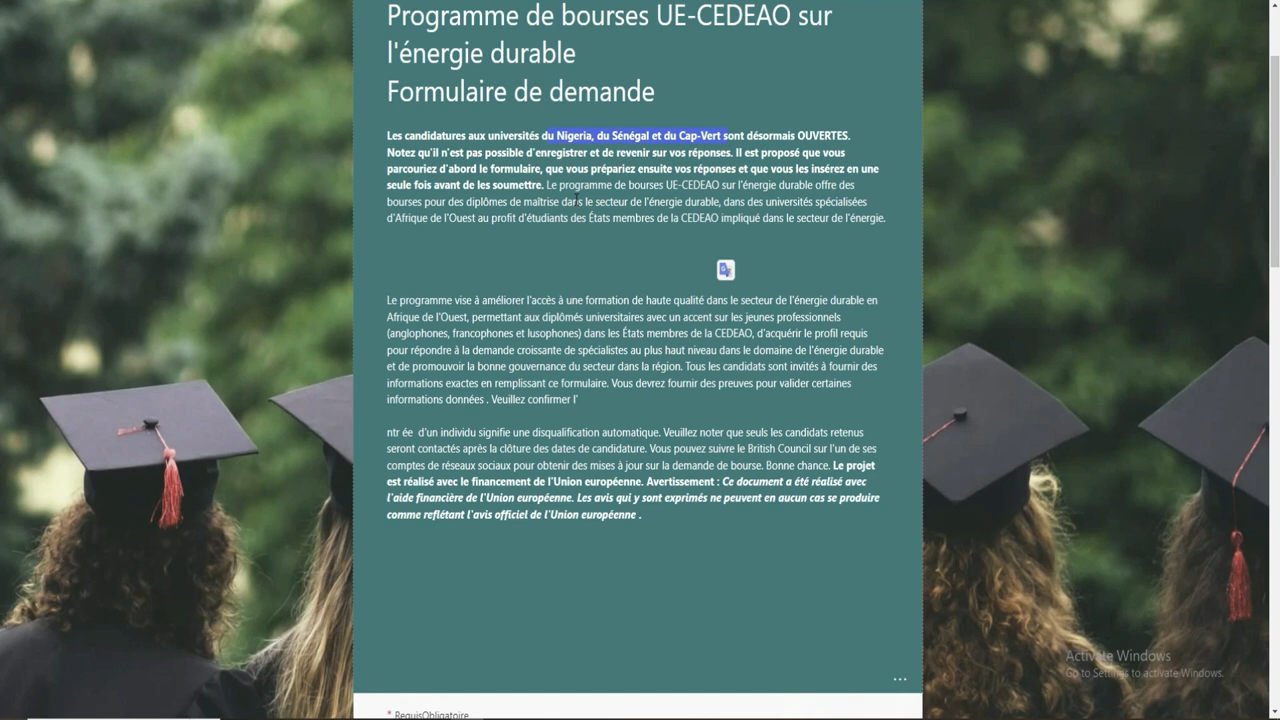 Programme de bourses UE-CEDEAO sur
l'énergie durable
Formulaire de demande
Les candidatures aux universités du Nigeria, du Sénégal et du Cap-Vert sont désormais OUVERTES.
Notez qu'il n'est pas possible d'enregistrer et de revenir sur vos réponses. Il est proposé que vous
parcouriez d'abord le formulaire, que vous prépariez ensuite vos réponses et que vous les insérez en une
seule fois avant de les soumettre. Le programme de bourses UE-CEDEAO sur l'énergie durable offre des
bourses pour des diplômes de maîtrise dans le secteur de l'énergie durable, dans des universités spécialisées
d'Afrique de l'Ouest au profit d'étudiants des États membres de la CEDEAO impliqué dans le secteur de l'énergie.
Le programme vise à améliorer l'accès à une formation de haute qualité dans le secteur de l'énergie durable en
Afrique de l'Ouest, permettant aux diplômés universitaires avec un accent sur les jeunes professionnels
(anglophones, francophones et lusophones) dans les États membres de la CEDEAO, d'acquérir le profil requis
pour répondre à la demande croissante de spécialistes au plus haut niveau dans le domaine de l'énergie durable
et de promouvoir la bonne gouvernance du secteur dans la région. Tous les candidats sont invités à fournir des
informations exactes en remplissant ce formulaire. Vous devrez fournir des preuves pour valider certaines
informations données . Veuillez confirmer l'
ntr ée d'un individu signifie une disqualification automatique. Veuillez noter que seuls les candidats retenus
seront contactés après la clôture des dates de candidature. Vous pouvez suivre le British Council sur l'un de ses
comptes de réseaux sociaux pour obtenir des mises à jour sur la demande de bourse. Bonne chance. Le projet
est réalisé avec le financement de l'Union européenne. Avertissement : Ce document a été réalisé avec
l'aide financière de l'Union européenne. Les avis qui y sont exprimés ne peuvent en aucun cas se produire
comme reflétant l'avis officiel de l'Union européenne .
Activate Windows
Go to Settings to activate Windows.
* RequisObligatoire